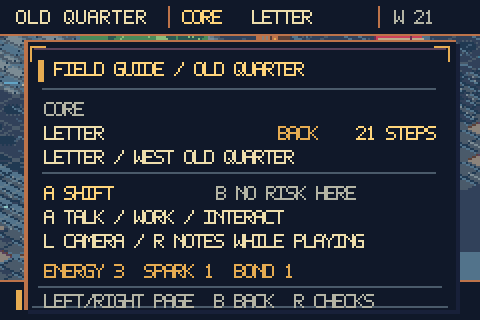 OLD QUARTER CORE LETTER W 21
FIELD GUIDE / OLD QUARTER
CORE
LETTER BACK 21 STEPS
LETTER / WEST OLD QUARTER
A SHIFT B NO RISK HERE
A TALK / WORK / INTERACT
L CAMERA / R NOTES WHILE PLAYING
ENERGY 3 SPARK 1 BOND 1
LEFT/RIGHT PAGE B BACK R CHECKS